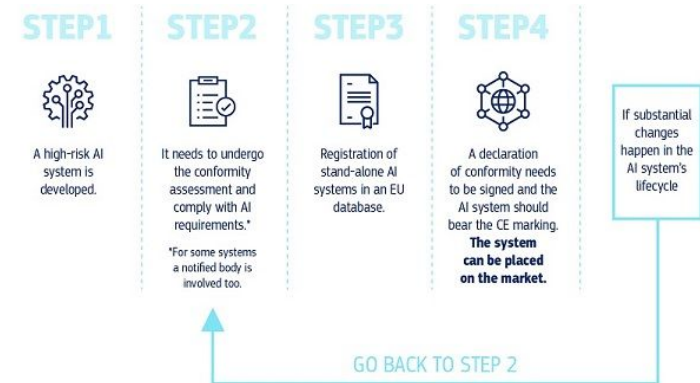 STEP1
A high-risk AI
system is
developed.
STEP2
It needs to undergo
the conformity
assessment and
comply with AI
requirements.*
*For some systems
a notified body is
involved too.
STEP3
Registration of
stand-alone AI
systems in an EU
database.
STEP4
A declaration
of conformity needs
to be signed and the
AI system should
bear the CE marking.
The system
can be placed
on the market.
If substantial
changes
happen in the
AI system's
lifecycle
GO BACK TO STEP 2